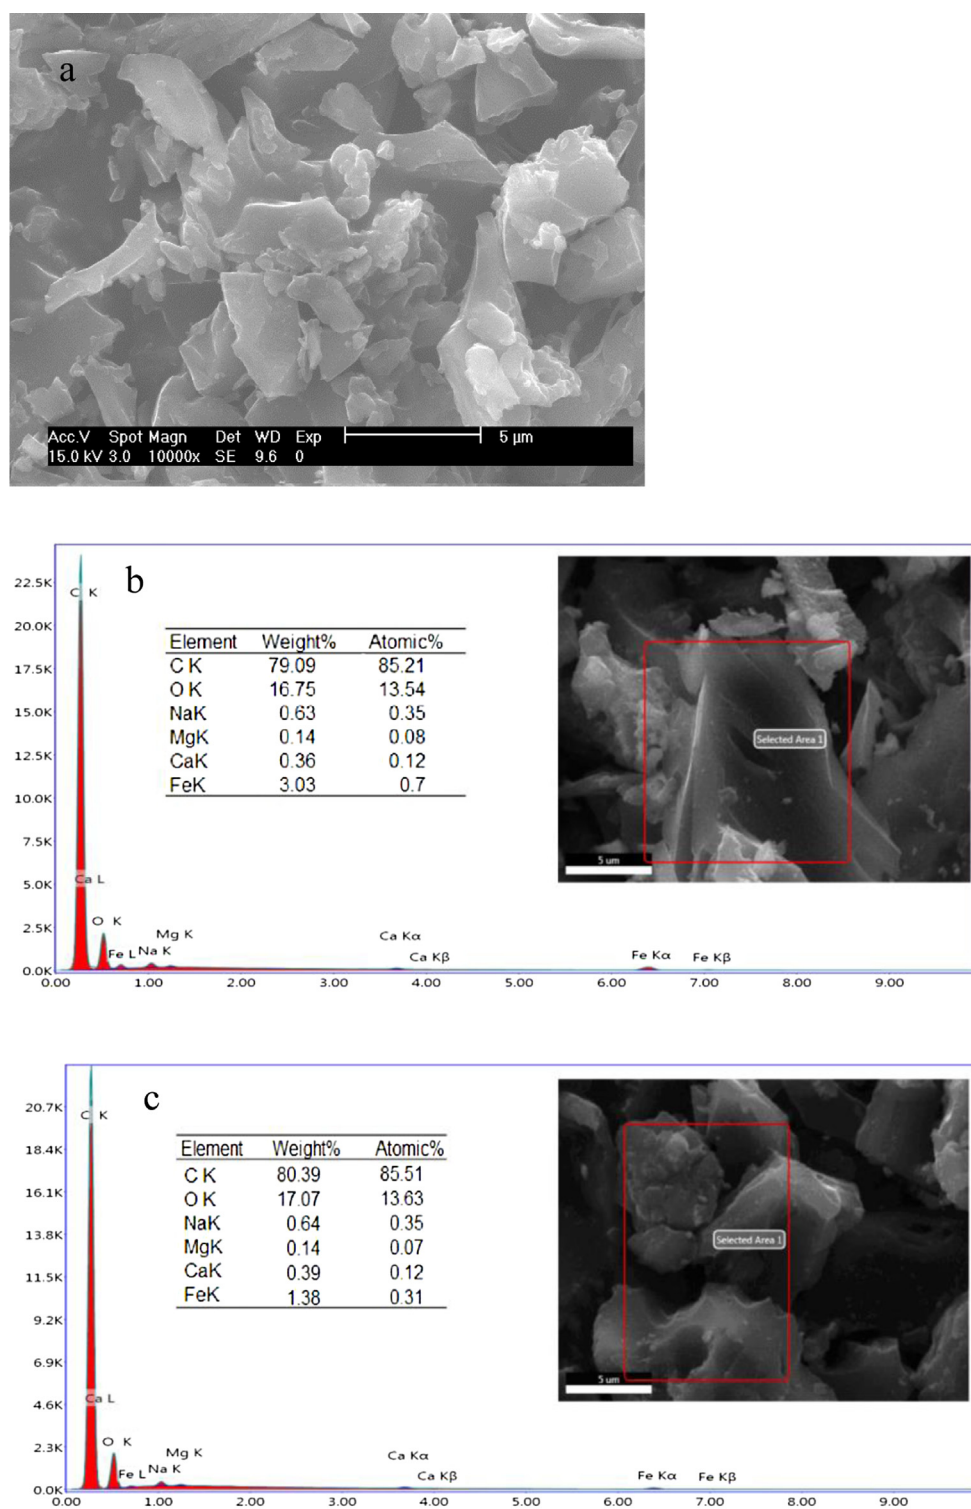 a
Acc.V Spot Magn Det WD Exp 5 µm
15.0 kV 3.0 10000x SE 9.6 0
b
22.5K
C K
20.0K
17.5K
15.0K
12.5K
10.0K
7.5K
5.0K
2.5K
0.0K
Element Weight% Atomic%
C K 79.09 85.21
O K 16.75 13.54
NaK 0.63 0.35
MgK 0.14 0.08
CaK 0.36 0.12
FeK 3.03 0.7
Selected Area 1
5 um
Ca L
O K
Fe L
Na K
Mg K
Ca Kα
Ca Kβ
Fe Kα
Fe Kβ
0.00 1.00 2.00 3.00 4.00 5.00 6.00 7.00 8.00 9.00
c
20.7K
C K
18.4K
16.1K
13.8K
11.5K
9.2K
6.9K
4.6K
2.3K
0.0K
Element Weight% Atomic%
C K 80.39 85.51
O K 17.07 13.63
NaK 0.64 0.35
MgK 0.14 0.07
CaK 0.39 0.12
FeK 1.38 0.31
Selected Area 1
5 um
Ca L
O K
Fe L
Na K
Mg K
Ca Kα
Ca Kβ
Fe Kα
Fe Kβ
0.00 1.00 2.00 3.00 4.00 5.00 6.00 7.00 8.00 9.00